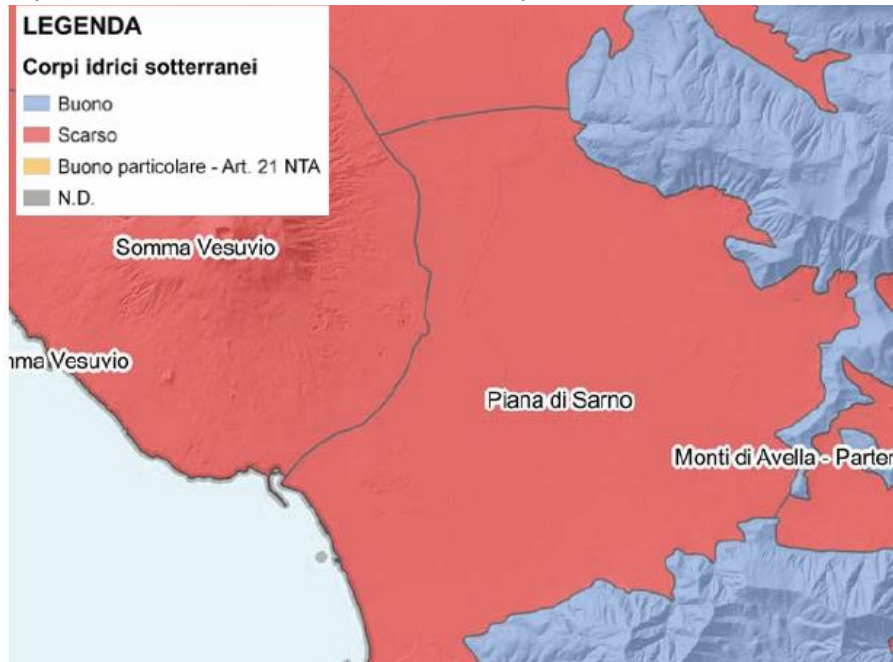 LEGENDA
Corpi idrici sotterranei
Buono
Scarso
Buono particolare - Art. 21 NTA
N.D.
Somma Vesuvio
mma Vesuvio
Piana di Sarno
Monti di Avella - Parten